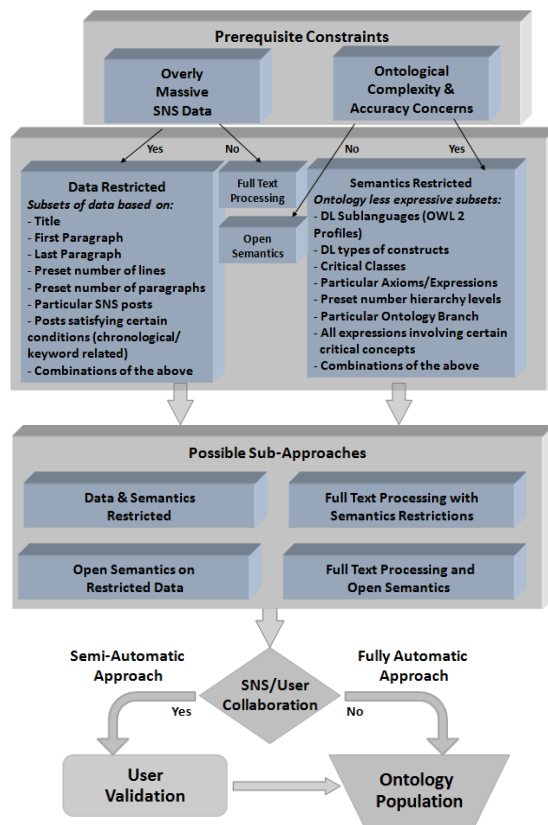 Prerequisite Constraints
Overly
Massive
SNS Data
Ontological
Complexity &
Accuracy Concerns
Yes
No
No
Yes
Data Restricted
Subsets of data based on:
- Title
- First Paragraph
- Last Paragraph
- Preset number of lines
- Preset number of paragraphs
- Particular SNS posts
- Posts satisfying certain
conditions (chronological/
keyword related)
- Combinations of the above
Full Text
Processing
Open
Semantics
Semantics Restricted
Ontology less expressive subsets:
- DL Sublanguages (OWL 2
Profiles)
- DL types of constructs
- Critical Classes
- Particular Axioms/Expressions
- Preset number hierarchy levels
- Particular Ontology Branch
- All expressions involving certain
critical concepts
- Combinations of the above
Possible Sub-Approaches
Data & Semantics
Restricted
Full Text Processing with
Semantics Restrictions
Open Semantics on
Restricted Data
Full Text Processing and
Open Semantics
Semi-Automatic
Approach
Fully Automatic
Approach
SNS/User
Collaboration
Yes
No
User
Validation
Ontology
Population